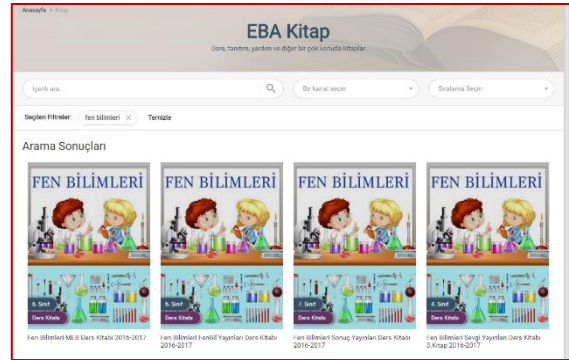 Anasayfa > Kitap
EBA Kitap
Ders, tanıtım, yardım ve diğer bir çok konuda kitaplar
İçerik ara...
Bir kanal seçin
Sıralama Seçin
Seçilen Filtreler:
fen bilimleri ×
Temizle
Arama Sonuçları
FEN BİLİMLERİ
FEN BİLİMLERİ
FEN BİLİMLERİ
FEN BİLİMLERİ
6. Sınıf
6. Sınıf
7. Sınıf
4. Sınıf
Ders Kitabı
Ders Kitabı
Ders Kitabı
Ders Kitabı
Fen Bilimleri MEB Ders Kitabı 2016-2017
Fen Bilimleri Fenbil Yayınları Ders Kitabı
2016-2017
Fen Bilimleri Sonuç Yayınları Ders Kitabı
2016-2017
Fen Bilimleri Sevgi Yayınları Ders Kitabı
3.Kitap 2016-2017